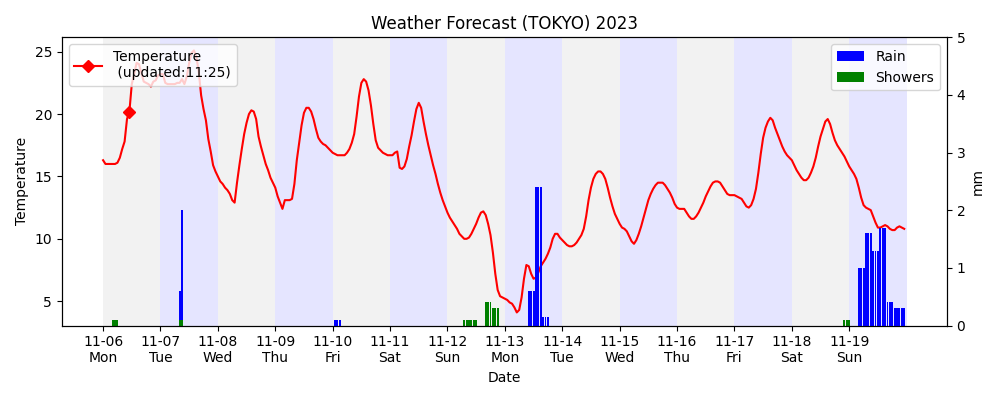 Weather Forecast (TOKYO) 2023
Temperature
(updated:11:25)
Rain
Showers
25
20
15
10
5
Temperature
5
4
3
2
1
0
mm
11-06 11-07 11-08 11-09 11-10 11-11 11-12 11-13 11-14 11-15 11-16 11-17 11-18 11-19
Mon Tue Wed Thu Fri Sat Sun Mon Tue Wed Thu Fri Sat Sun
Date